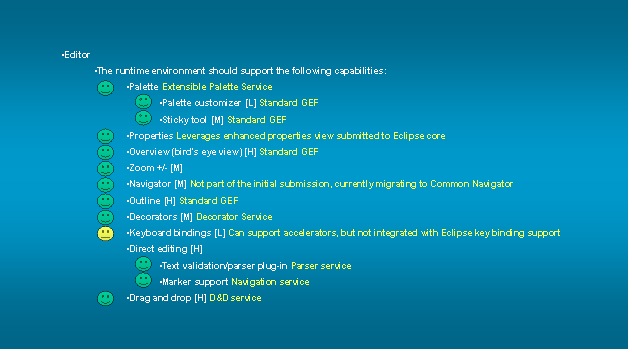 •Editor
•The runtime environment should support the following capabilities:
•Palette Extensible Palette Service
•Palette customizer [L] Standard GEF
•Sticky tool [M] Standard GEF
•Properties Leverages enhanced properties view submitted to Eclipse core
•Overview (bird's eye view) [H] Standard GEF
•Zoom +/- [M]
•Navigator [M] Not part of the initial submission, currently migrating to Common Navigator
•Outline [H] Standard GEF
•Decorators [M] Decorator Service
•Keyboard bindings [L] Can support accelerators, but not integrated with Eclipse key binding support
•Direct editing [H]
•Text validation/parser plug-in Parser service
•Marker support Navigation service
•Drag and drop [H] D&D service